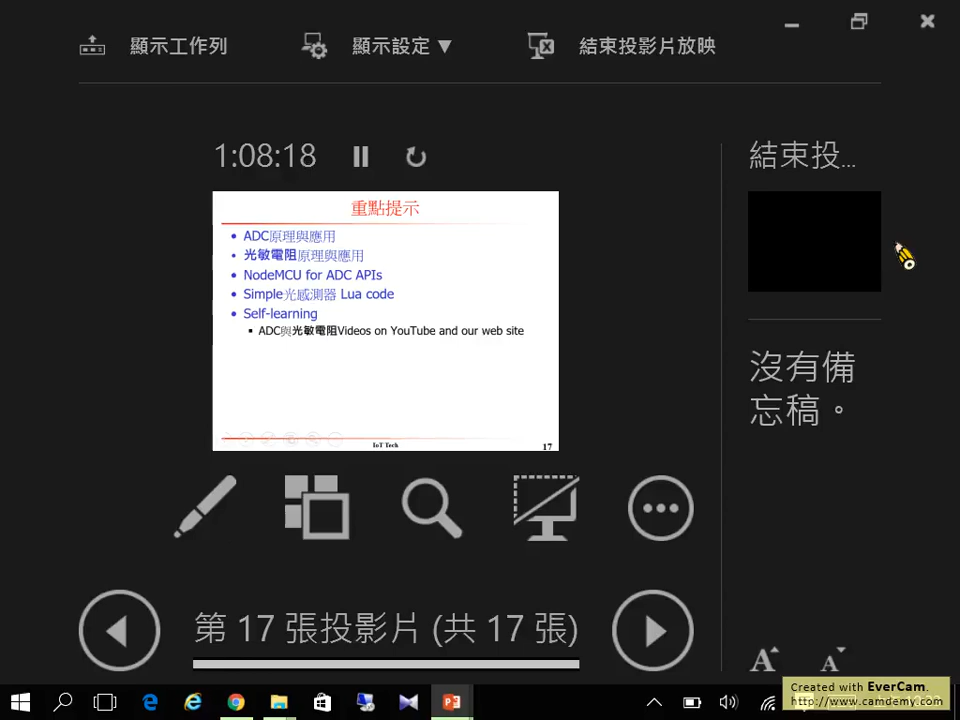 顯示工作列
顯示設定 ▼
結束投影片放映
1:08:18
結束投...
重點提示
• ADC原理與應用
• 光敏電阻原理與應用
• NodeMCU for ADC APIs
• Simple光感測器 Lua code
• Self-learning
▪ ADC與光敏電阻Videos on YouTube and our web site
IoT Tech
17
沒有備
忘稿。
第 17 張投影片 (共 17 張)
A A
Created with EverCam.
http://www.camdemy.com